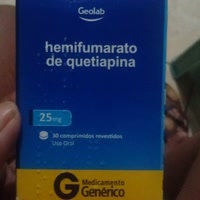 Geolab
hemifumarato
de quetiapina
25mg
30 comprimidos revestidos
Uso Oral
G Medicamento
Genérico